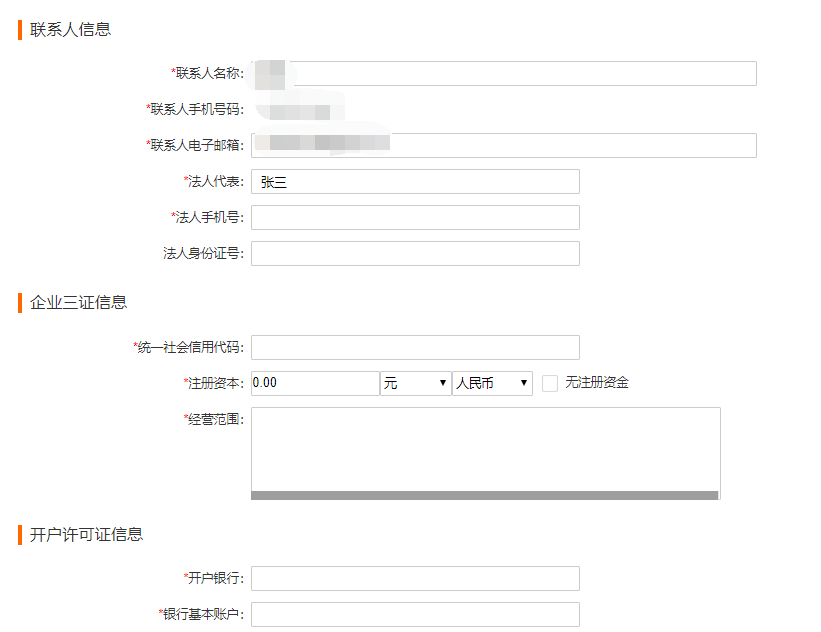 联系人信息
*联系人名称:
*联系人手机号码:
*联系人电子邮箱:
*法人代表: 张三
*法人手机号:
法人身份证号:
企业三证信息
*统一社会信用代码:
*注册资本: 0.00 元 人民币 无注册资金
*经营范围:
开户许可证信息
*开户银行:
*银行基本账户: